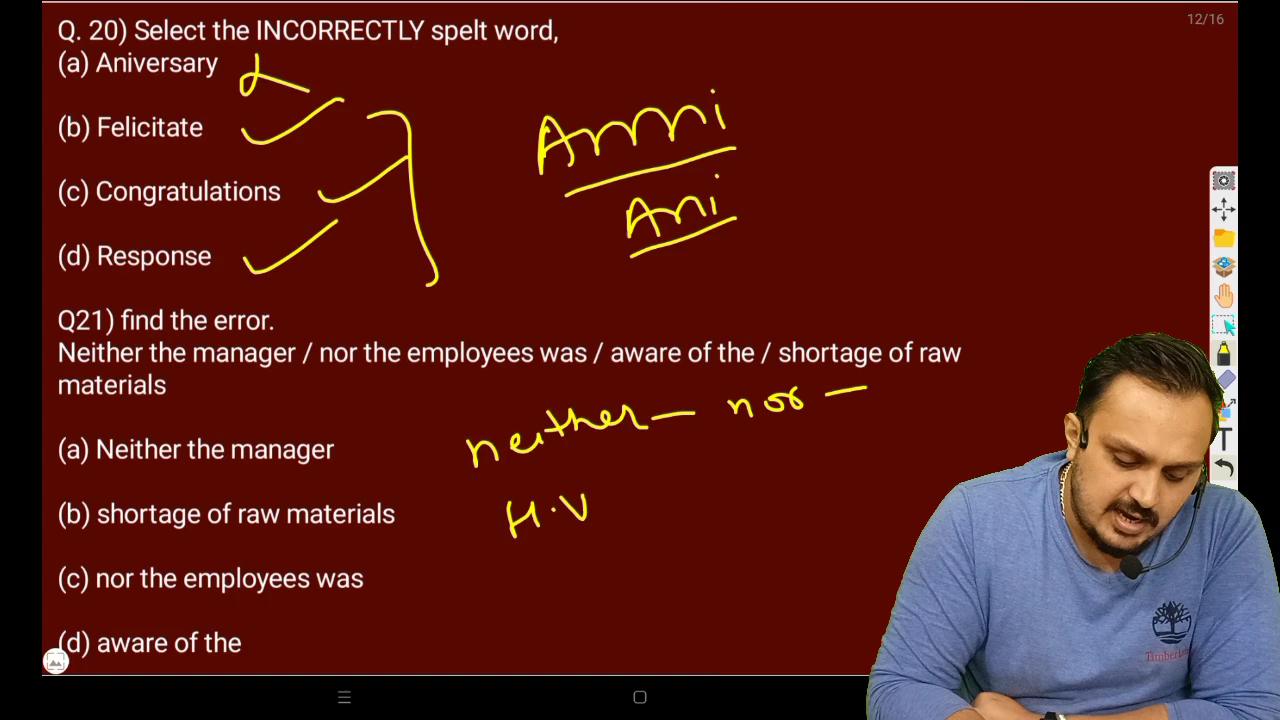 12/16
Q. 20) Select the INCORRECTLY spelt word,
(a) Aniversary
(b) Felicitate
(c) Congratulations
(d) Response
Anni
Ani
Q21) find the error.
Neither the manager / nor the employees was / aware of the / shortage of raw
materials
neither — nor —
(a) Neither the manager
H.V
(b) shortage of raw materials
(c) nor the employees was
(d) aware of the
T
Timberland